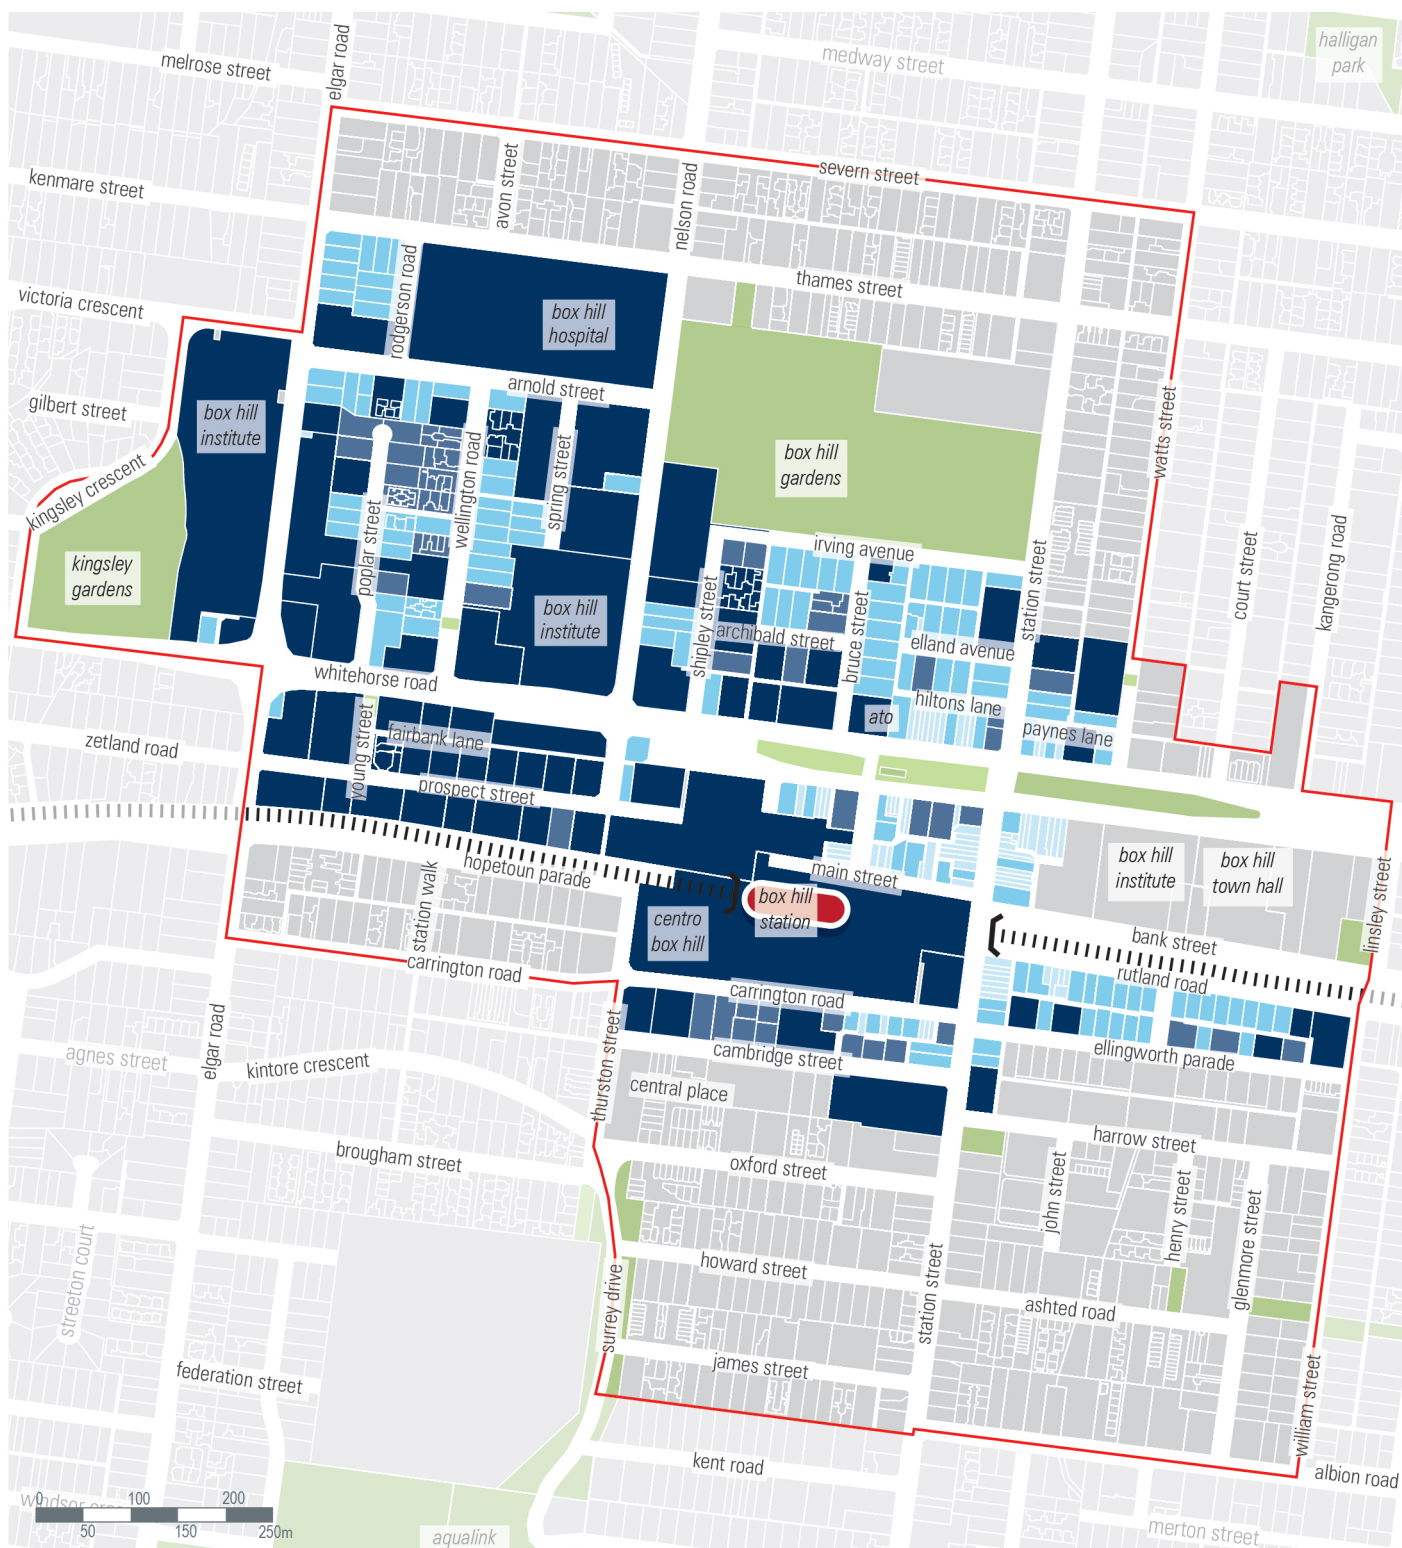 elgar road
melrose street
medway street
halligan
park
kenmare street
avon street
nelson road
severn street
victoria crescent
rodgerson road
box hill
hospital
thames street
gilbert street
box hill
institute
arnold street
watts street
kingsley crescent
wellington road
spring street
box hill
gardens
kingsley
gardens
poplar street
irving avenue
station street
court street
kangerong road
box hill
institute
shipley street
archibald street
bruce street
elland avenue
whitehorse road
hiltons lane
ato
paynes lane
zetland road
young street
fairbank lane
prospect street
hopetoun parade
main street
box hill
institute
box hill
town hall
station walk
box hill
station
centro
box hill
linsley street
bank street
rutland road
carrington road
carrington road
elgar road
agnes street
kintore crescent
thurston street
cambridge street
ellingworth parade
central place
brougham street
oxford street
harrow street
john street
henry street
glenmore street
streeton court
surrey drive
howard street
station street
ashted road
federation street
james street
william street
kent road
albion road
0 100 200
50 150 250m
aqualink
merton street